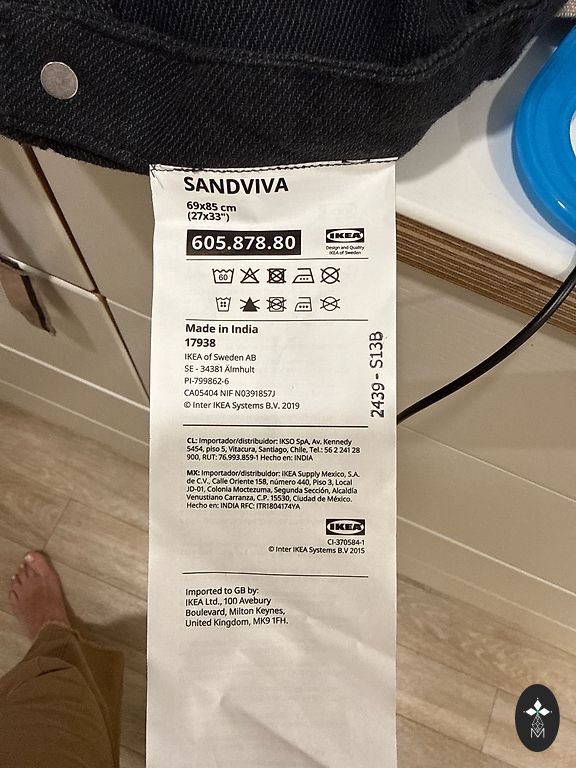 SANDVIVA
69x85 cm
(27x33")
605.878.80
IKEA
Design and Quality
IKEA of Sweden
60
Made in India
17938
IKEA of Sweden AB
SE - 34381 Älmhult
PI-799862-6
CA05404 NIF N0391857J
© Inter IKEA Systems B.V. 2019
2439 - S13B
CL: Importador/distribuidor: IKSO SpA, Av. Kennedy
5454, piso 5, Vitacura, Santiago, Chile, Tel.: 56 2 241 28
900, RUT: 76.993.859-1 Hecho en: INDIA
MX: Importador/distribuidor: IKEA Supply Mexico, S.A.
de C.V., Calle Oriente 158, número 440, Piso 3, Local
JD-01, Colonia Moctezuma, Segunda Sección, Alcaldía
Venustiano Carranza, C.P. 15530, Ciudad de México.
Hecho en: INDIA RFC: ITR1804174YA
IKEA
CI-370584-1
© Inter IKEA Systems B.V 2015
Imported to GB by:
IKEA Ltd., 100 Avebury
Boulevard, Milton Keynes,
United Kingdom, MK9 1FH.
M